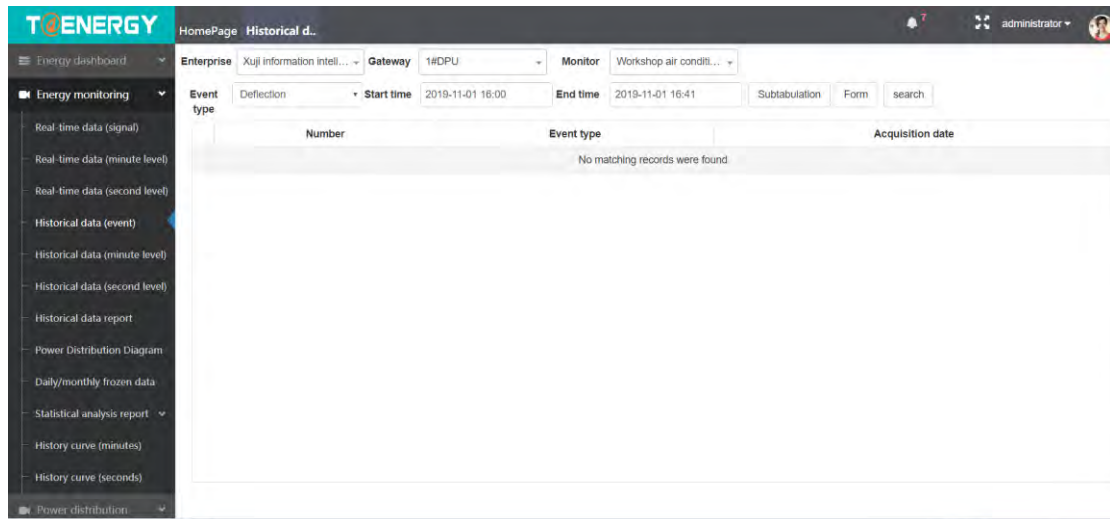 TOENERGY
HomePage Historical d..
7
administrator
Energy dashboard
Enterprise Xuji information intell... Gateway 1#DPU Monitor Workshop air conditi...
Energy monitoring
Event type Deflection Start time 2019-11-01 16:00 End time 2019-11-01 16:41 Subtabulation Form search
Real-time data (signal)
Number Event type Acquisition date
Real-time data (minute level)
No matching records were found
Real-time data (second level)
Historical data (event)
Historical data (minute level)
Historical data (second level)
Historical data report
Power Distribution Diagram
Daily/monthly frozen data
Statistical analysis report
History curve (minutes)
History curve (seconds)
Power distribution